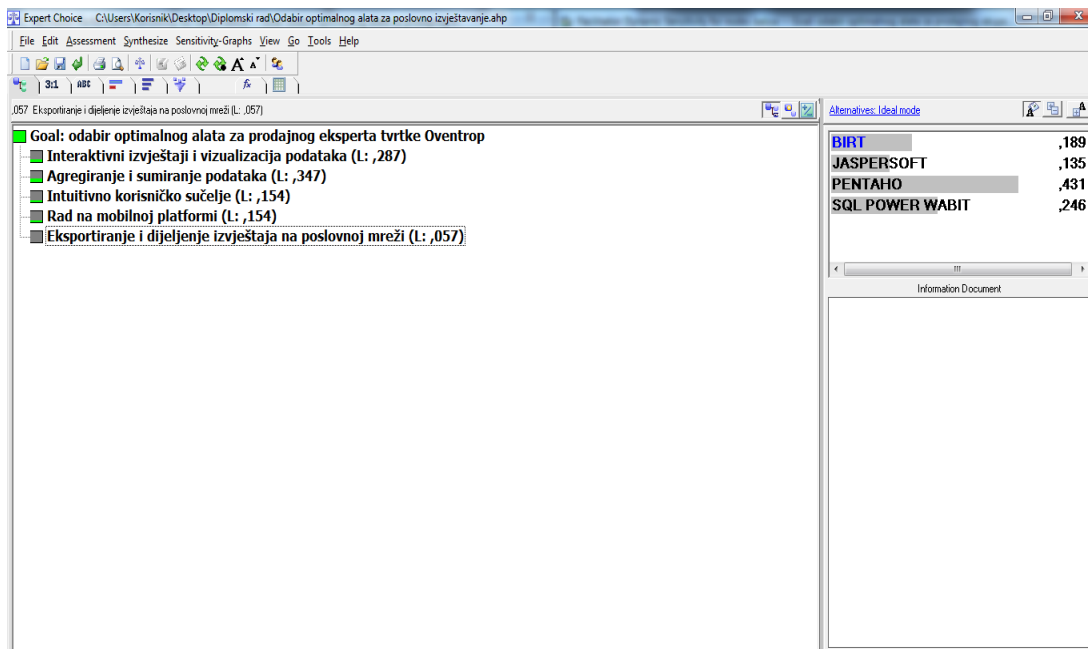 Expert Choice C:\Users\Korisnik\Desktop\Diplomski rad\Odabir optimalnog alata za poslovno izvještavanje.ahp
File Edit Assessment Synthesize Sensitivity-Graphs View Go Tools Help
A A
3:1 ABC fx
,057 Eksportiranje i dijeljenje izvještaja na poslovnoj mreži (L: ,057)
Goal: odabir optimalnog alata za prodajnog eksperta tvrtke Oventrop
Interaktivni izvještaji i vizualizacija podataka (L: ,287)
Agregiranje i sumiranje podataka (L: ,347)
Intuitivno korisničko sučelje (L: ,154)
Rad na mobilnoj platformi (L: ,154)
Eksportiranje i dijeljenje izvještaja na poslovnoj mreži (L: ,057)
Alternatives: Ideal mode
BIRT ,189
JASPERSOFT ,135
PENTAHO ,431
SQL POWER WABIT ,246
Information Document